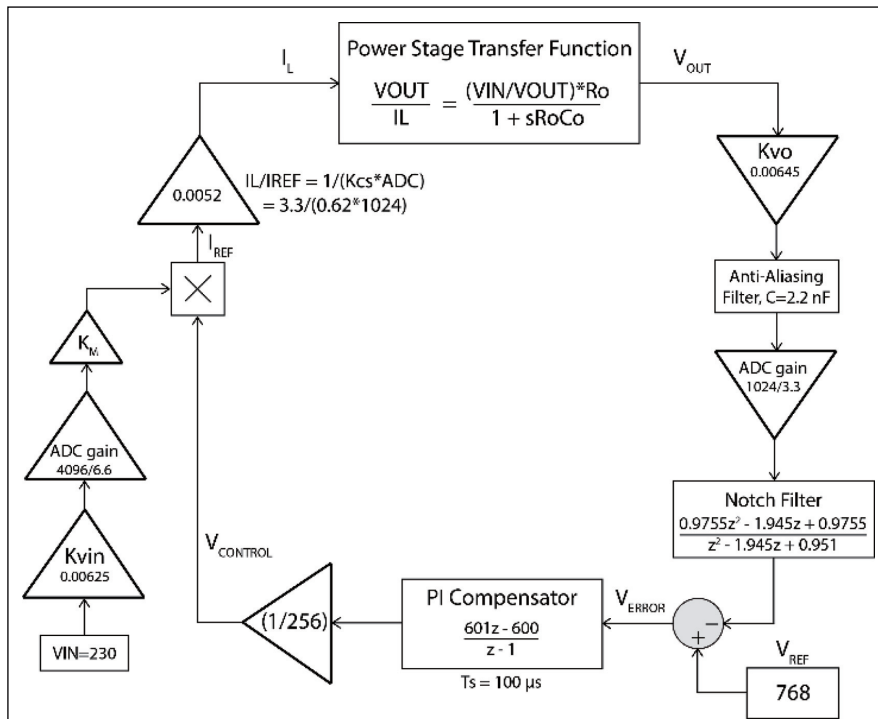 Power Stage Transfer Function
VOUT (VIN/VOUT)*Ro
=
IL 1 + sRoCo
I_L
V_OUT
Kvo
0.00645
Anti-Aliasing
Filter, C=2.2 nF
ADC gain
1024/3.3
Notch Filter
0.9755z² - 1.945z + 0.9755
z² - 1.945z + 0.951
V_REF
768
+
-
V_ERROR
PI Compensator
601z - 600
z - 1
Ts = 100 µs
(1/256)
V_CONTROL
VIN=230
Kvin
0.00625
ADC gain
4096/6.6
K_M
I_REF
0.0052
IL/IREF = 1/(Kcs*ADC)
= 3.3/(0.62*1024)